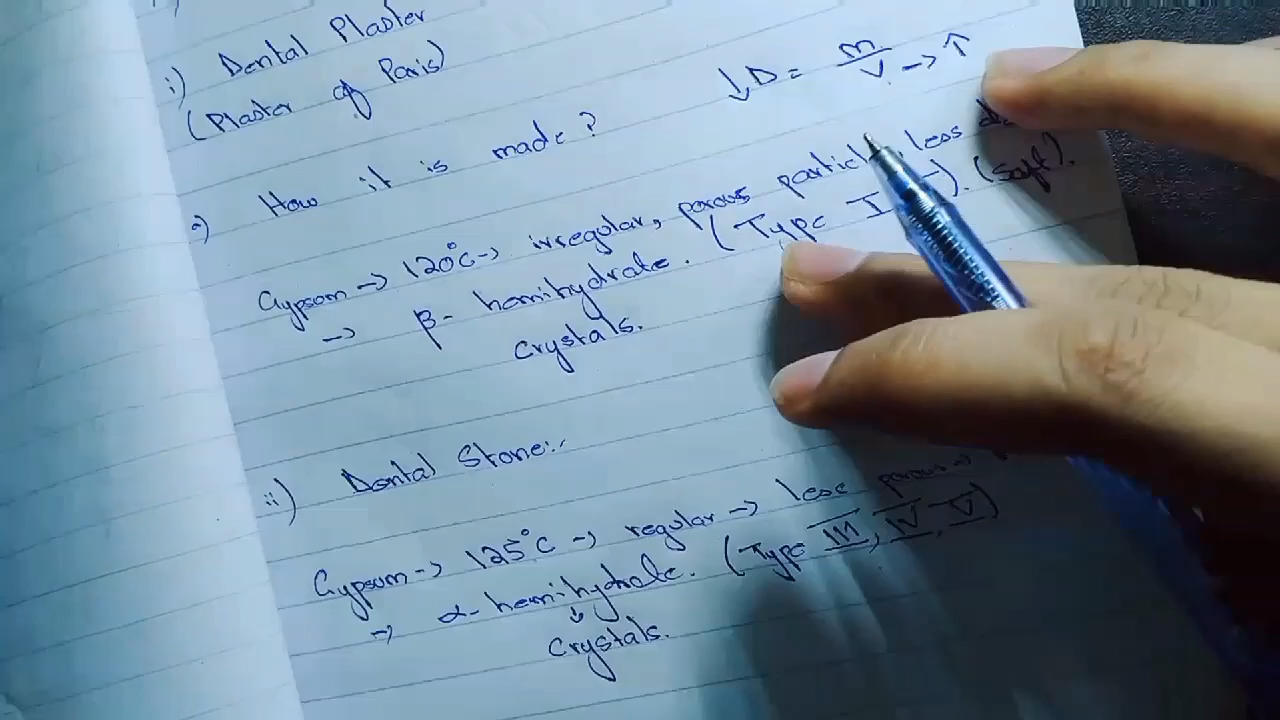 i) Dental Plaster
(Plaster of Paris)
↓D = m/v → ↑
→) How it is made?
Gypsum → 120°C → irregular, porous particle, less
→ β- hemihydrate. (Type (Soft).
Crystals.
ii) Dental Stone:-
Gypsum → 125°C → regular → less porous →
→ α- hemihydrate. (Type III, IV, V)
↓
Crystals.